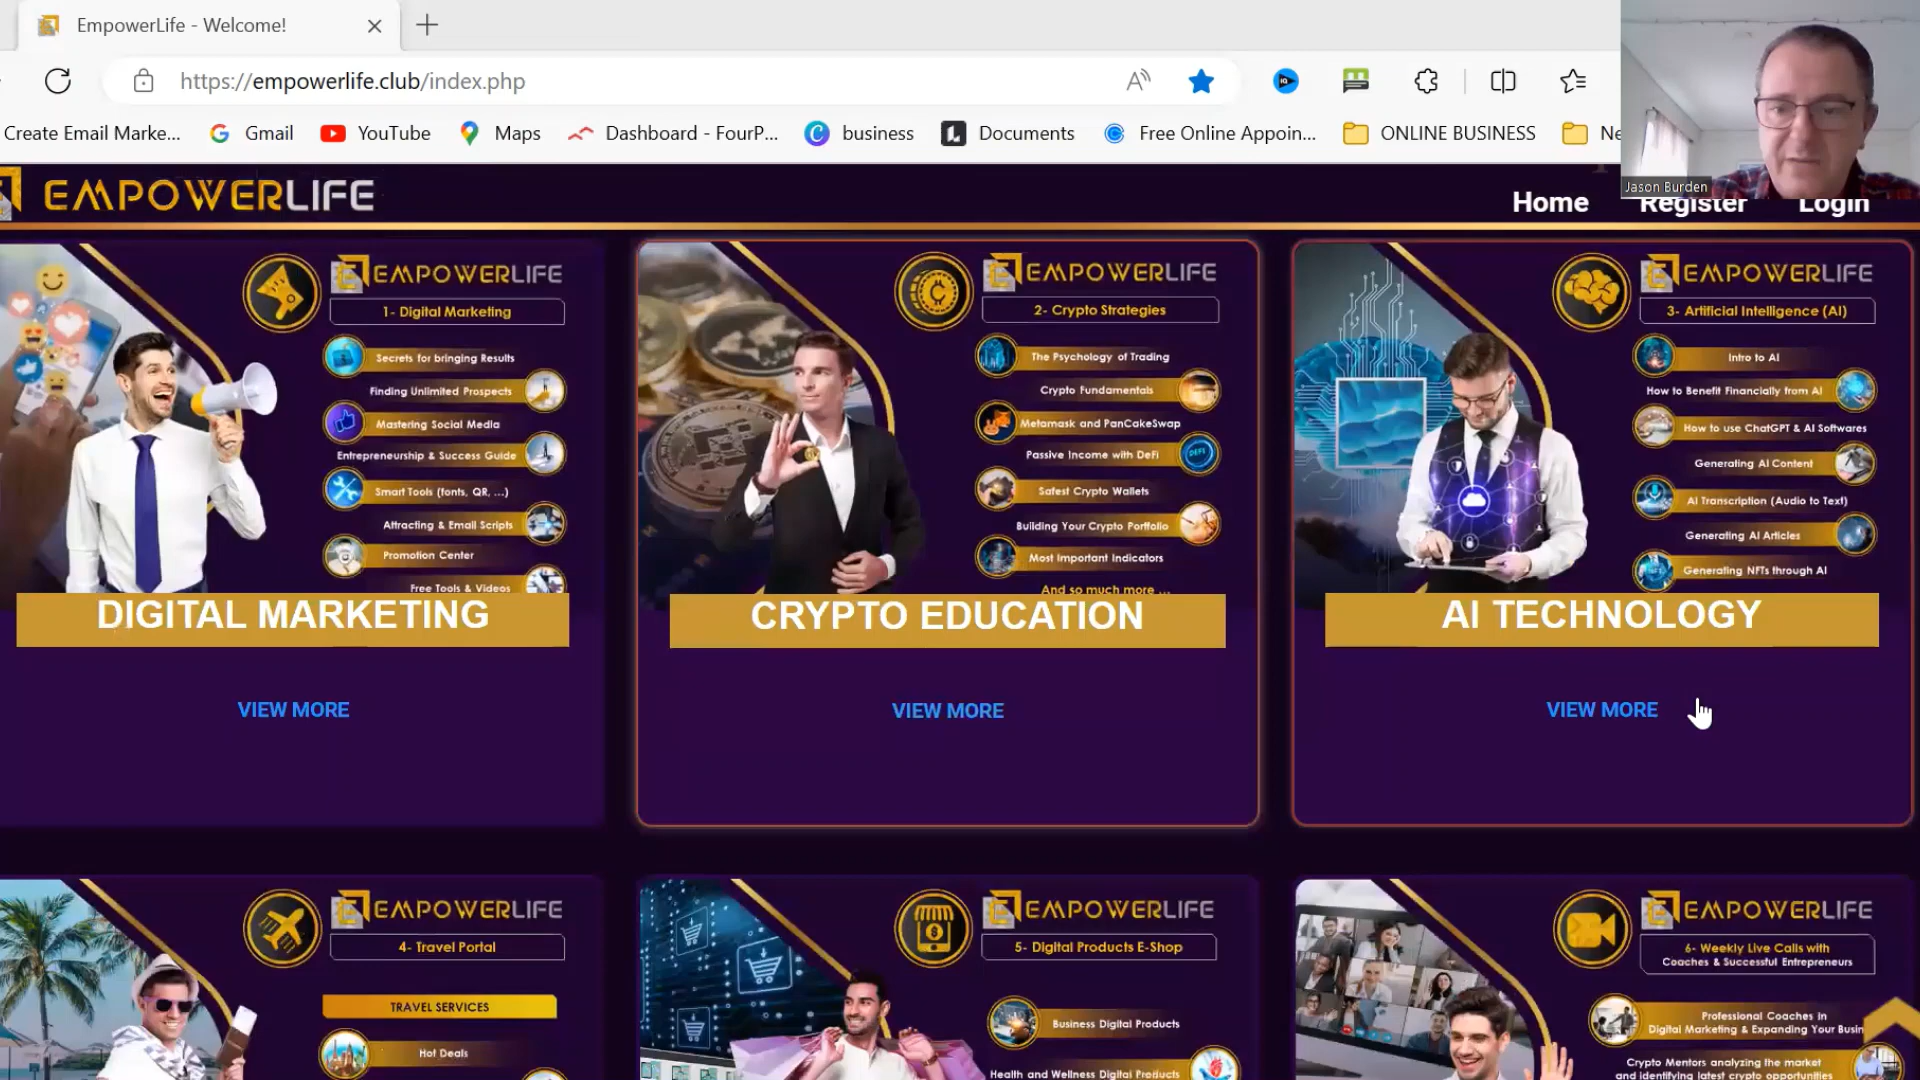 EmpowerLife - Welcome!
https://empowerlife.club/index.php
Create Email Marke...
Gmail
YouTube
Maps
Dashboard - FourP...
business
Documents
Free Online Appoin...
ONLINE BUSINESS
Ne
Jason Burden
EMPOWERLIFE
Home
Register
Login
EMPOWERLIFE
1- Digital Marketing
Secrets for bringing Results
Finding Unlimited Prospects
Mastering Social Media
Entrepreneurship & Success Guide
Smart Tools (fonts, QR, ...)
Attracting & Email Scripts
Promotion Center
Free Tools & Videos
DIGITAL MARKETING
VIEW MORE
EMPOWERLIFE
2- Crypto Strategies
The Psychology of Trading
Crypto Fundamentals
Metamask and PanCakeSwap
Passive Income with DeFi
DEFI
Safest Crypto Wallets
Building Your Crypto Portfolio
Most Important Indicators
And so much more ...
CRYPTO EDUCATION
VIEW MORE
EMPOWERLIFE
3- Artificial Intelligence (AI)
Intro to AI
How to Benefit Financially from AI
How to use ChatGPT & AI Softwares
Generating AI Content
AI Transcription (Audio to Text)
Generating AI Articles
Generating NFTs through AI
AI TECHNOLOGY
VIEW MORE
EMPOWERLIFE
4- Travel Portal
TRAVEL SERVICES
Hot Deals
EMPOWERLIFE
5- Digital Products E-Shop
Business Digital Products
Health and Wellness Digital Products
EMPOWERLIFE
6- Weekly Live Calls with
Coaches & Successful Entrepreneurs
Professional Coaches in
Digital Marketing & Expanding Your Busin
Crypto Mentors analyzing the market
and identifying latest crypto opportunities